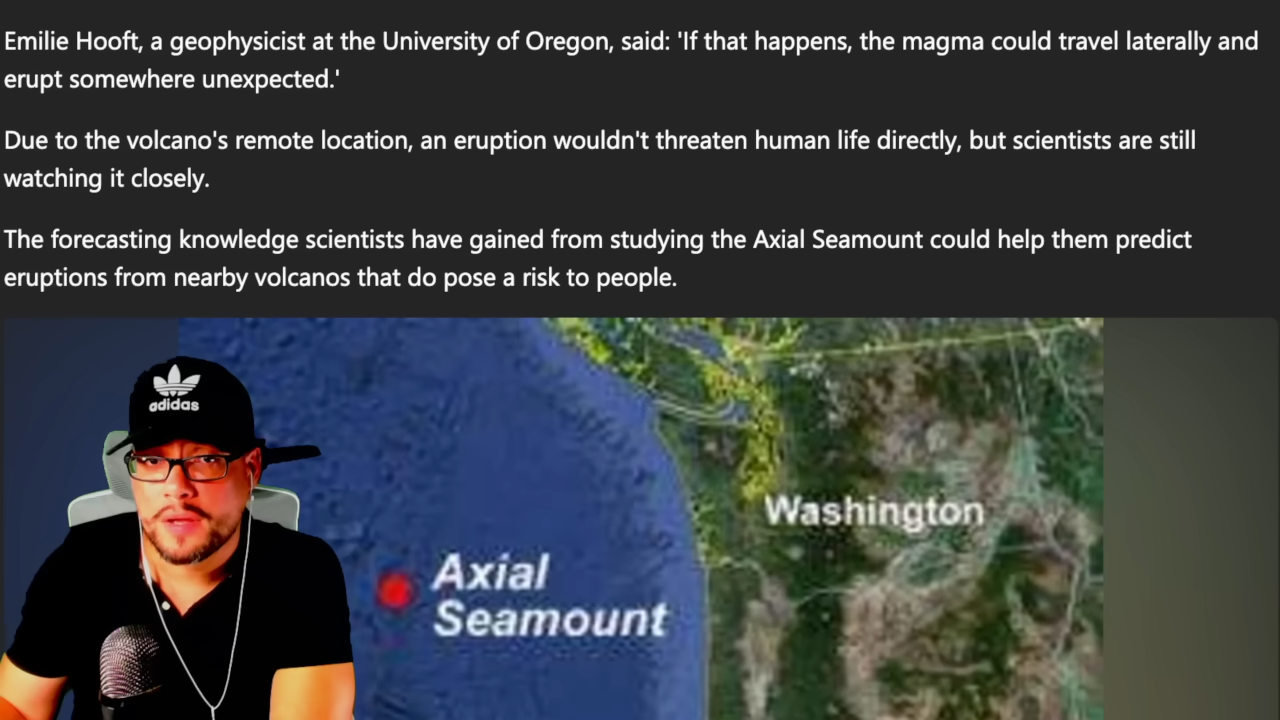 Emilie Hooft, a geophysicist at the University of Oregon, said: 'If that happens, the magma could travel laterally and
erupt somewhere unexpected.'
Due to the volcano's remote location, an eruption wouldn't threaten human life directly, but scientists are still
watching it closely.
The forecasting knowledge scientists have gained from studying the Axial Seamount could help them predict
eruptions from nearby volcanos that do pose a risk to people.
adidas
Washington
Axial
Seamount